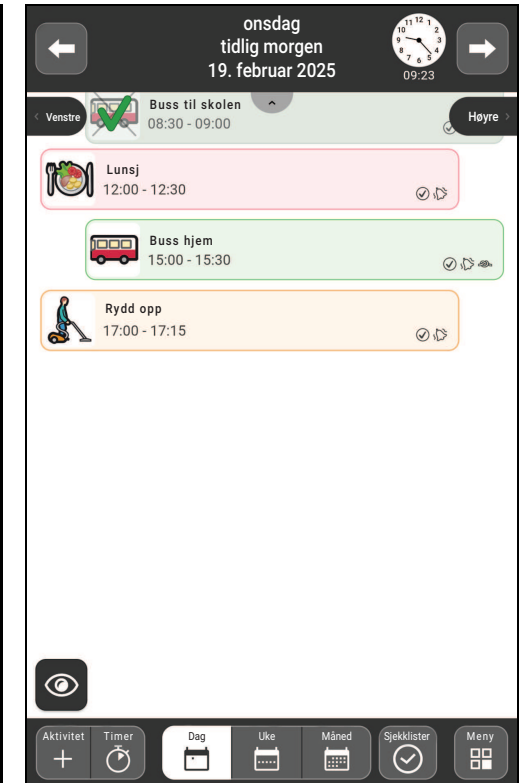 onsdag
tidlig morgen
19. februar 2025
11 12 1
10 2
9 3
8 4
7 6 5
09:23
Venstre
Buss til skolen
08:30 - 09:00
Høyre
Lunsj
12:00 - 12:30
Buss hjem
15:00 - 15:30
Rydd opp
17:00 - 17:15
Aktivitet
Timer
Dag
Uke
Måned
Sjekklister
Meny